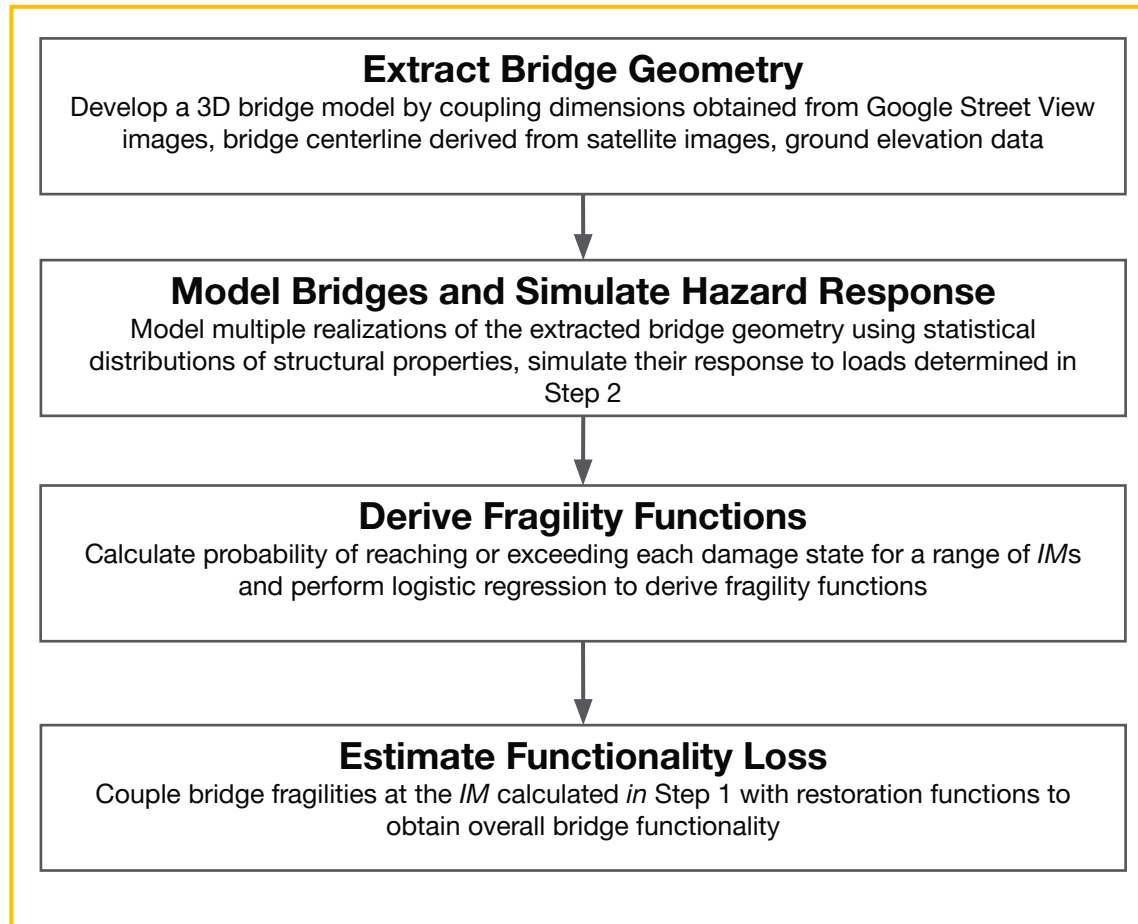 Extract Bridge Geometry
Develop a 3D bridge model by coupling dimensions obtained from Google Street View
images, bridge centerline derived from satellite images, ground elevation data
Model Bridges and Simulate Hazard Response
Model multiple realizations of the extracted bridge geometry using statistical
distributions of structural properties, simulate their response to loads determined in
Step 2
Derive Fragility Functions
Calculate probability of reaching or exceeding each damage state for a range of IMs
and perform logistic regression to derive fragility functions
Estimate Functionality Loss
Couple bridge fragilities at the IM calculated in Step 1 with restoration functions to
obtain overall bridge functionality